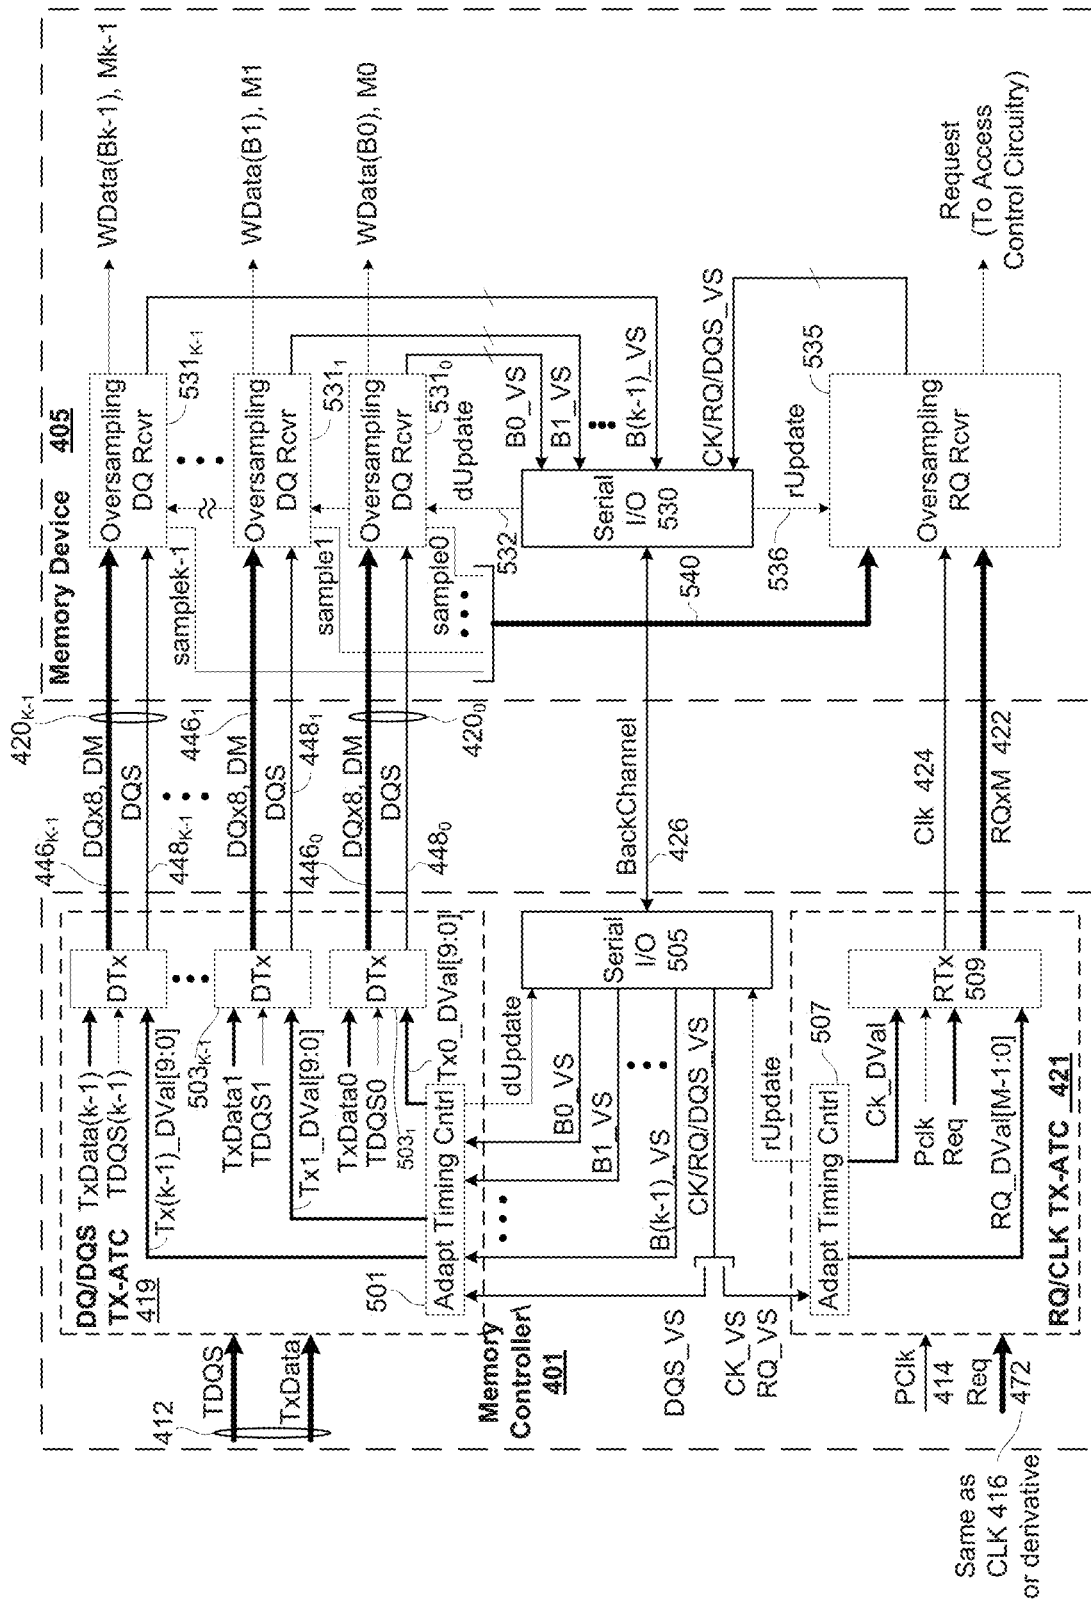 Memory Device 405
WData(Bk-1), Mk-1
WData(B1), M1
WData(B0), M0
Request
(To Access
Control Circuitry)
Oversampling
DQ Rcvr
531K-1
Oversampling
DQ Rcvr
5311
Oversampling
DQ Rcvr
5310
samplek-1
sample1
sample0
dUpdate
532
B0_VS
B1_VS
B(k-1)_VS
CK/RQ/DQS_VS
Serial
I/O
530
rUpdate
536
540
535
Oversampling
RQ Rcvr
420K-1
446K-1
DQx8, DM
DQS
448K-1
4461
DQx8, DM
DQS
4481
4460
DQx8, DM
DQS
4480
4200
BackChannel
426
Clk 424
RQxM 422
DQ/DQS
TX-ATC
419
TxData(k-1)
TDQS(k-1)
Tx(k-1)_DVal[9:0]
DTx
503K-1
TxData1
TDQS1
Tx1_DVal[9:0]
DTx
TxData0
TDQS0
5031
DTx
Tx0_DVal[9:0]
501
Adapt Timing Cntrl
dUpdate
B0_VS
B1_VS
B(k-1)_VS
CK/RQ/DQS_VS
Serial
I/O
505
rUpdate
DQS_VS
CK_VS
RQ_VS
412
TDQS
TxData
Memory
Controller\
401
507
Adapt Timing Cntrl
Ck_DVal
Pclk
Req
RQ_DVal[M-1:0]
RTx
509
RQ/CLK TX-ATC 421
PClk
414
Req
472
Same as
CLK 416
or derivative